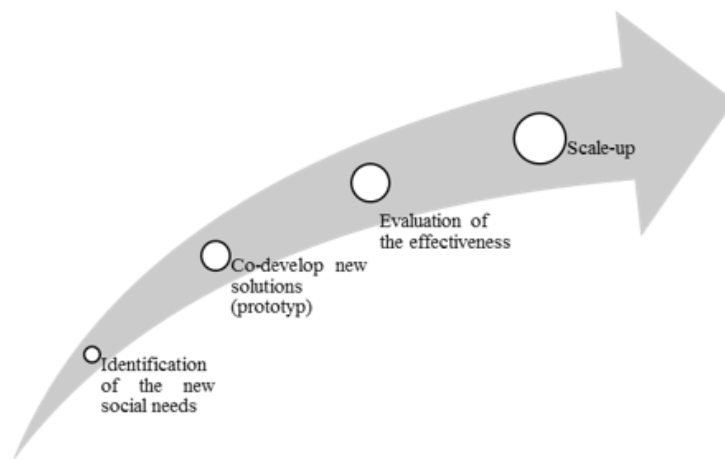 Scale-up
Evaluation of
the effectiveness
Co-develop new
solutions
(prototyp)
Identification
of the new
social needs